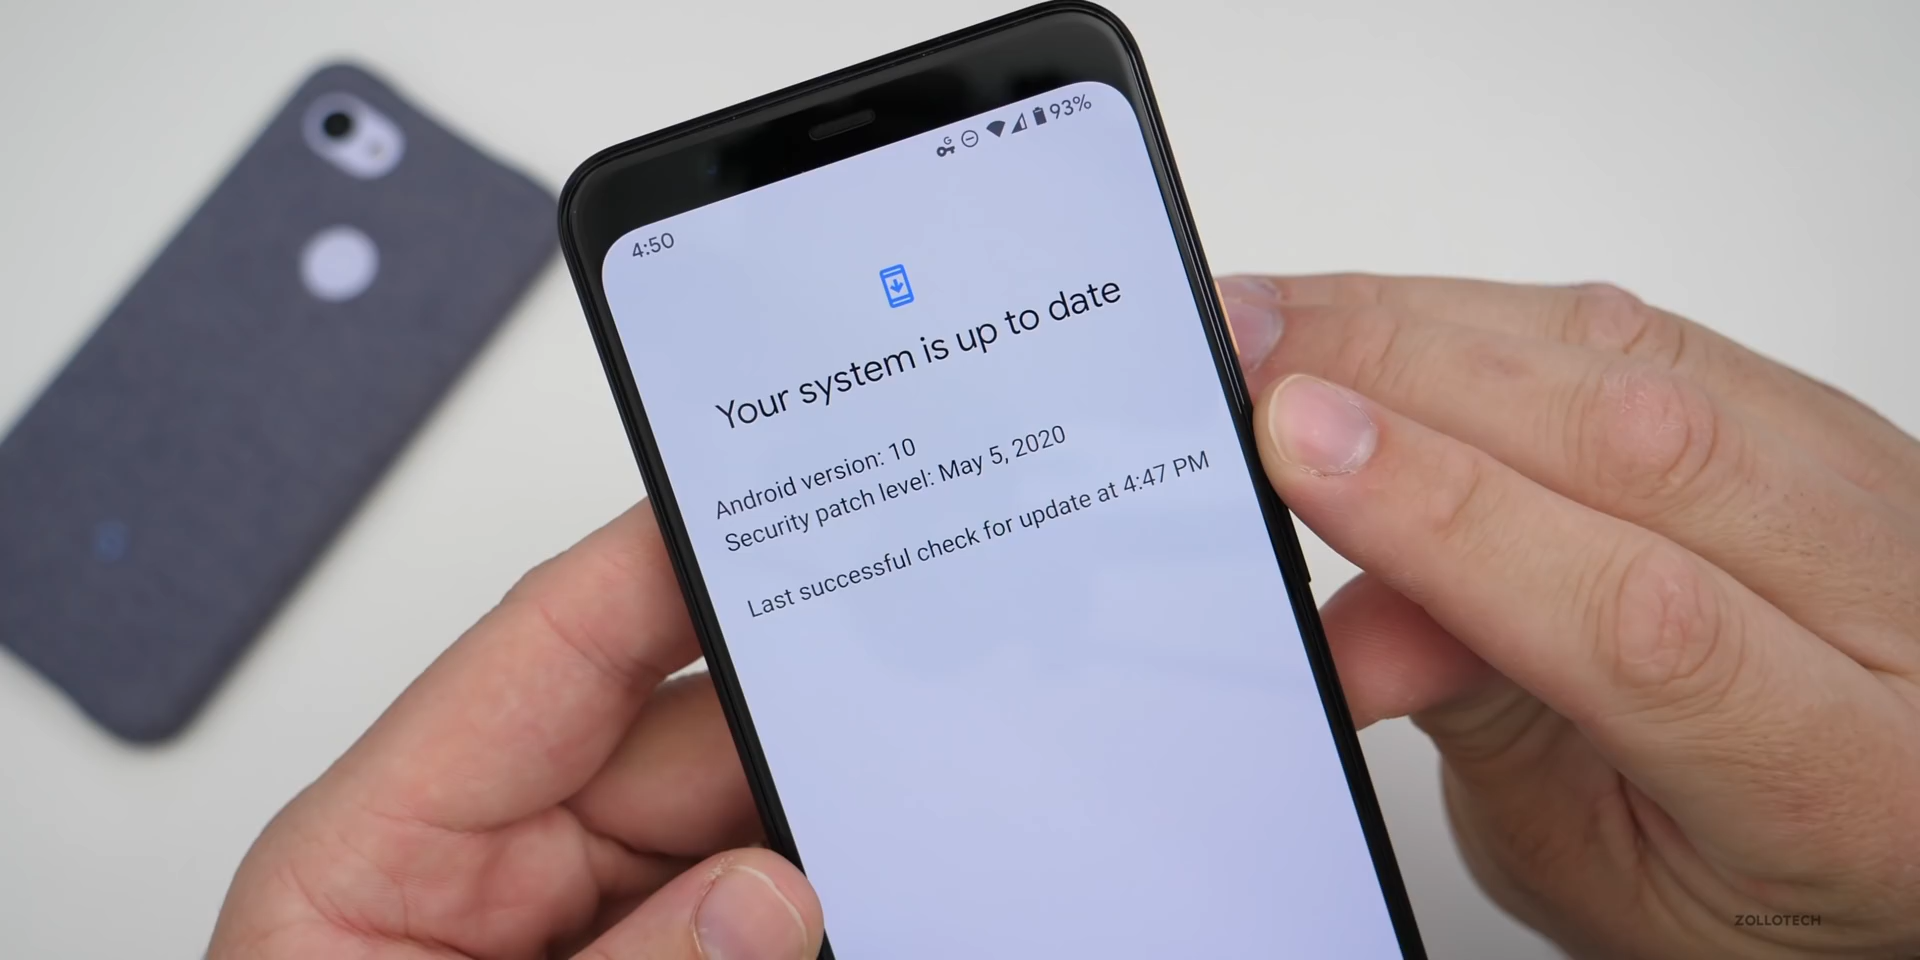 4:50
G
93%
Your system is up to date
Android version: 10
Security patch level: May 5, 2020
Last successful check for update at 4:47 PM
ZOLLOTECH